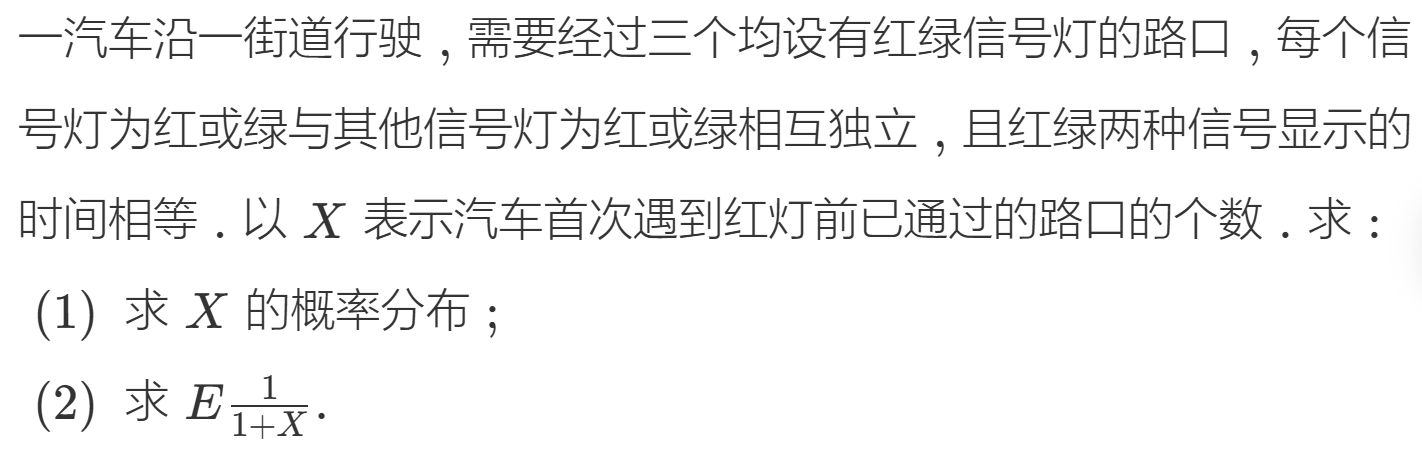 一汽车沿一街道行驶,需要经过三个均设有红绿信号灯的路口,每个信
号灯为红或绿与其他信号灯为红或绿相互独立,且红绿两种信号显示的
时间相等.以 X 表示汽车首次遇到红灯前已通过的路口的个数.求:
(1) 求 X 的概率分布;
(2) 求 E\frac{1}{1+X}.